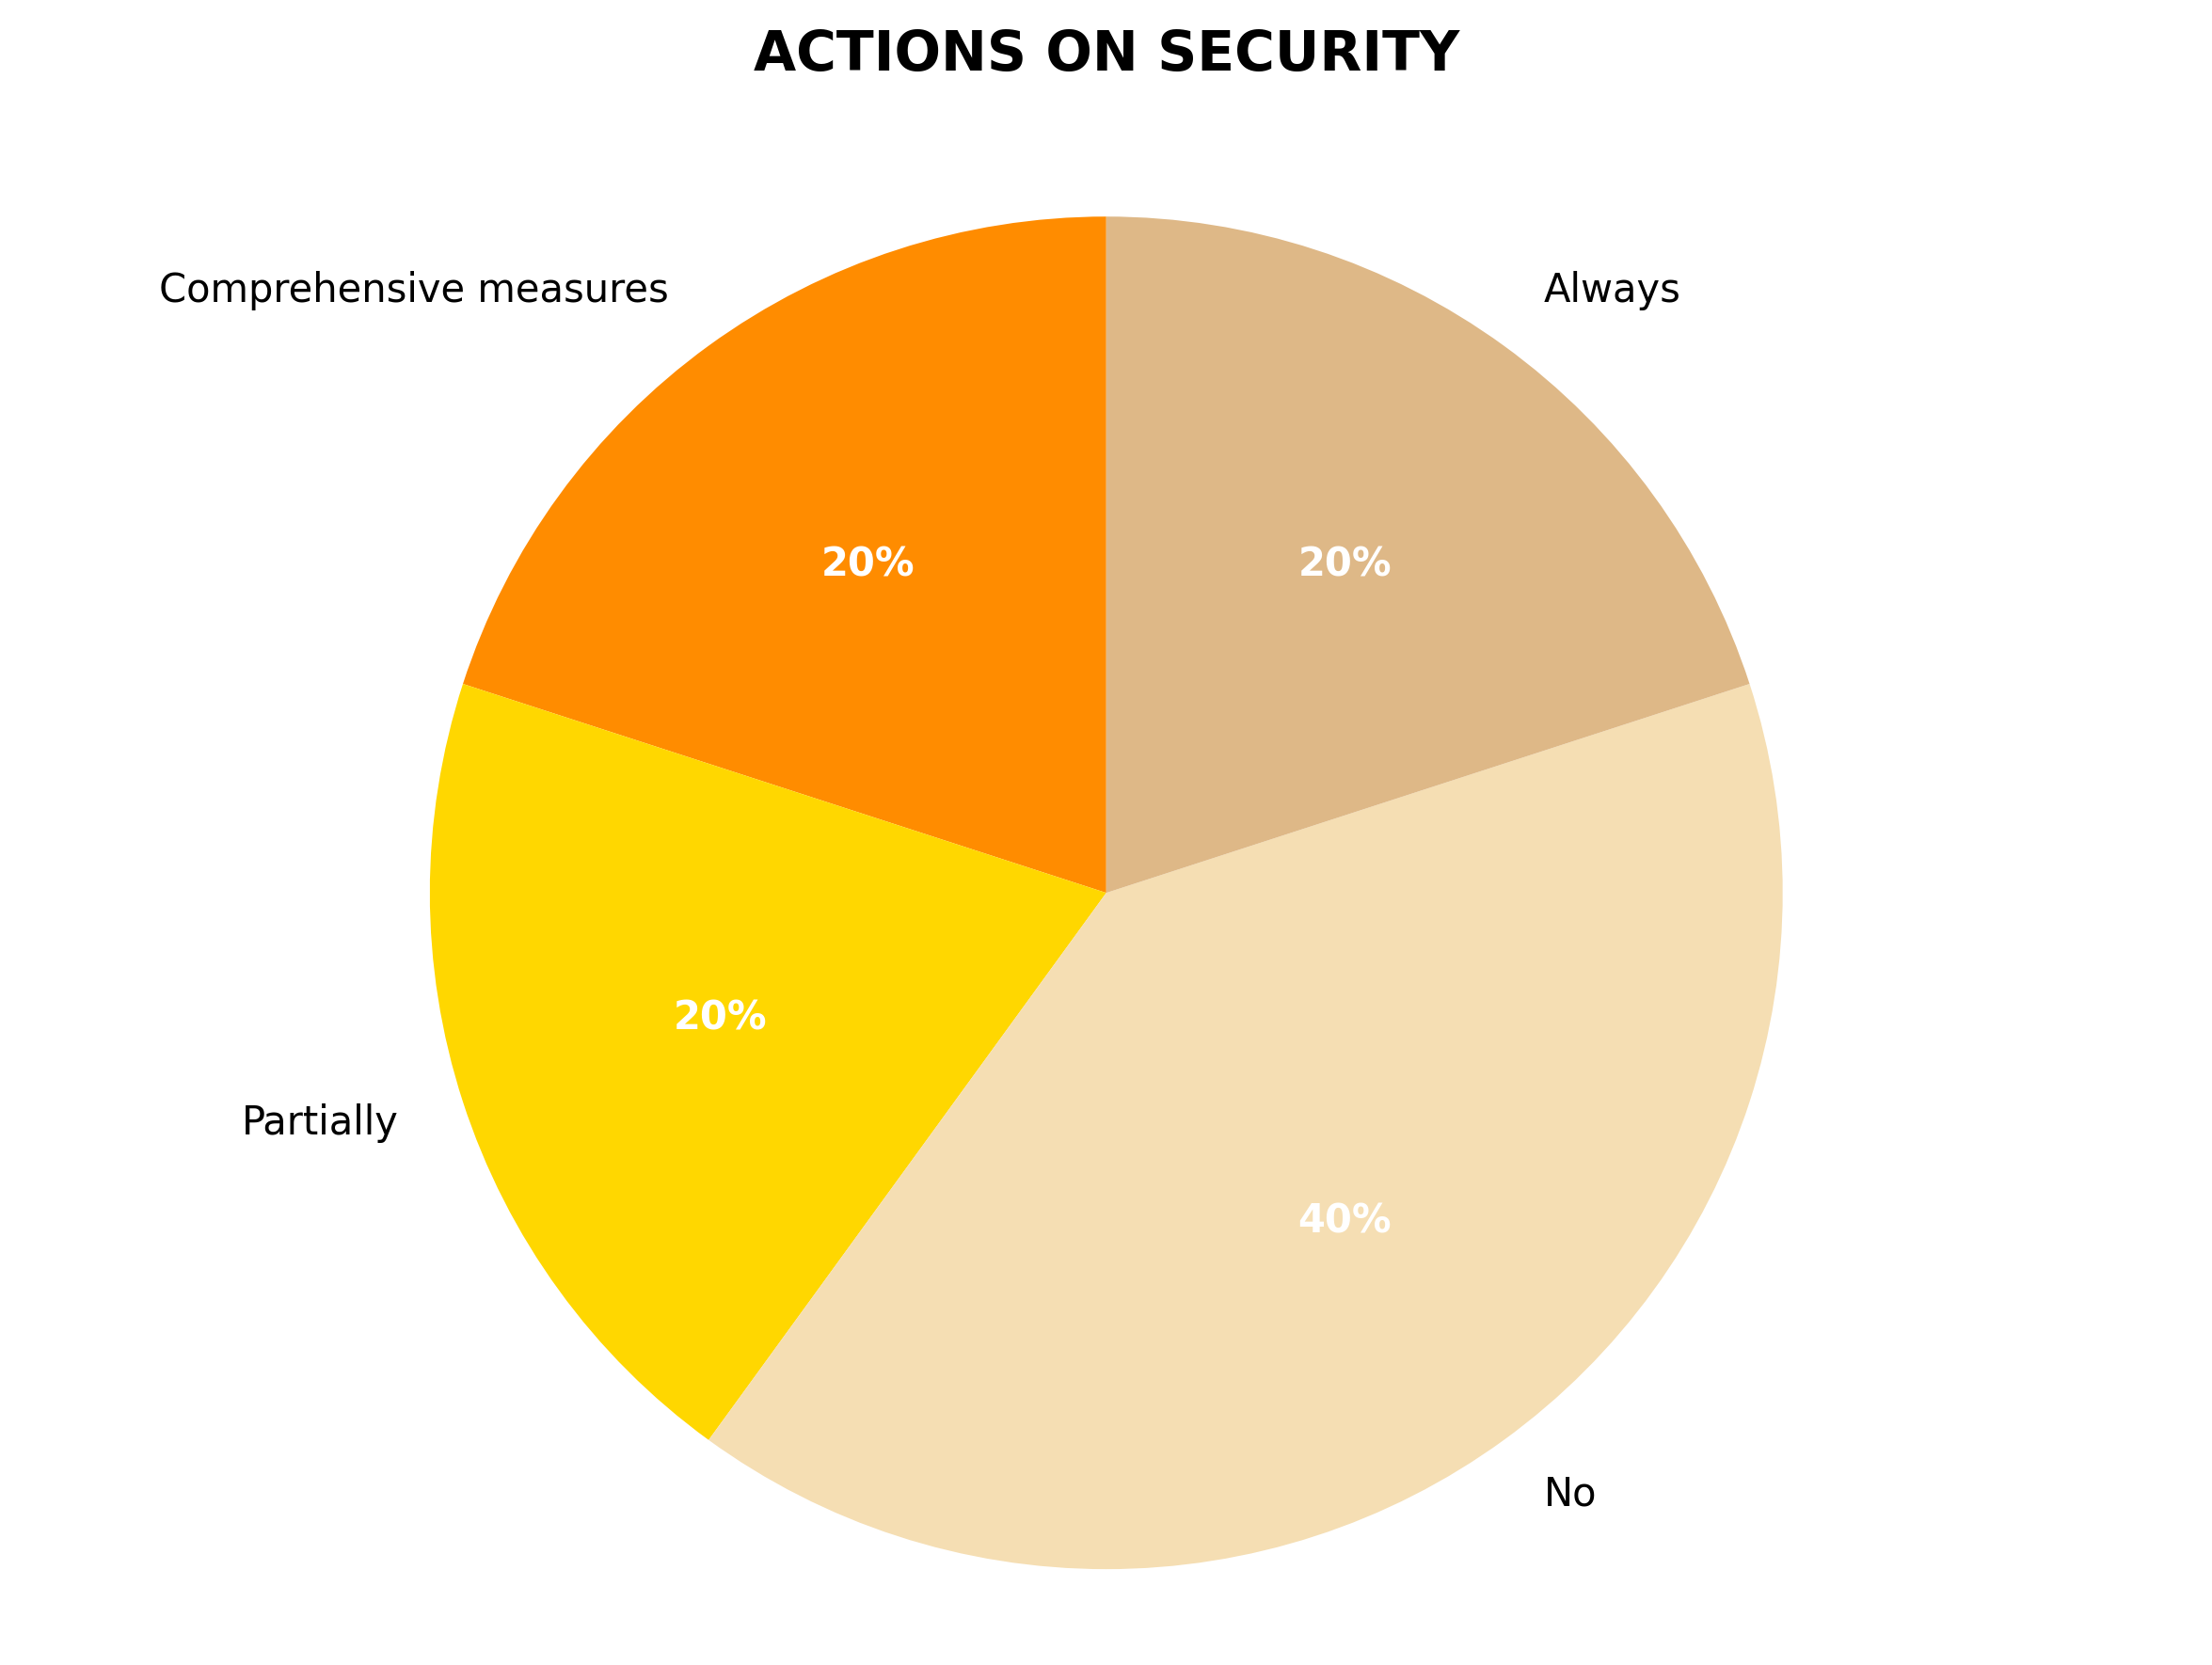 ACTIONS ON SECURITY
Comprehensive measures
Always
20%
20%
20%
Partially
40%
No